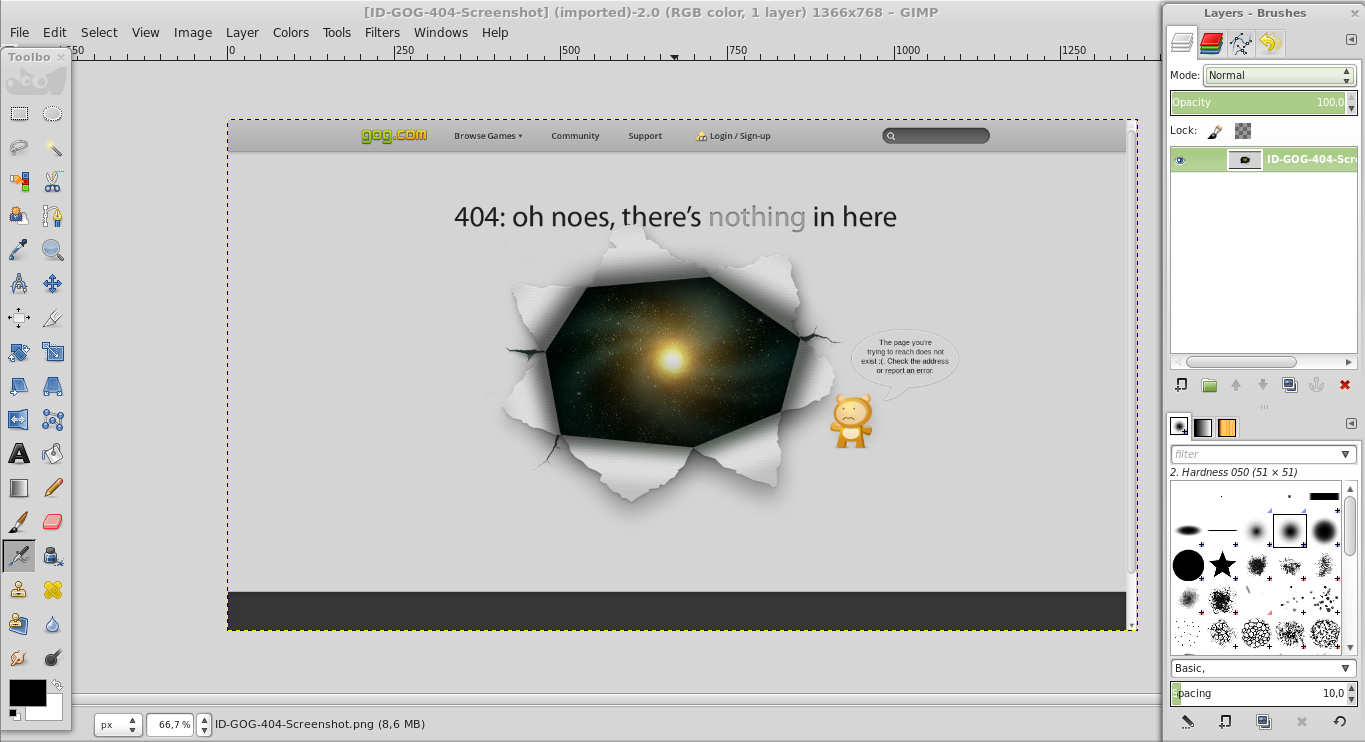 [ID-GOG-404-Screenshot] (imported)-2.0 (RGB color, 1 layer) 1366x768 – GIMP
File Edit Select View Image Layer Colors Tools Filters Windows Help
0 250 500 750 1000 1250
Toolbo
gog.com Browse Games Community Support Login / Sign-up
404: oh noes, there's nothing in here
The page you're
trying to reach does not
exist :(. Check the address
or report an error.
px 66,7 % ID-GOG-404-Screenshot.png (8,6 MB)
Layers - Brushes
Mode: Normal
Opacity 100,0
Lock:
ID-GOG-404-Scre
filter
2. Hardness 050 (51 × 51)
Basic,
Spacing 10,0